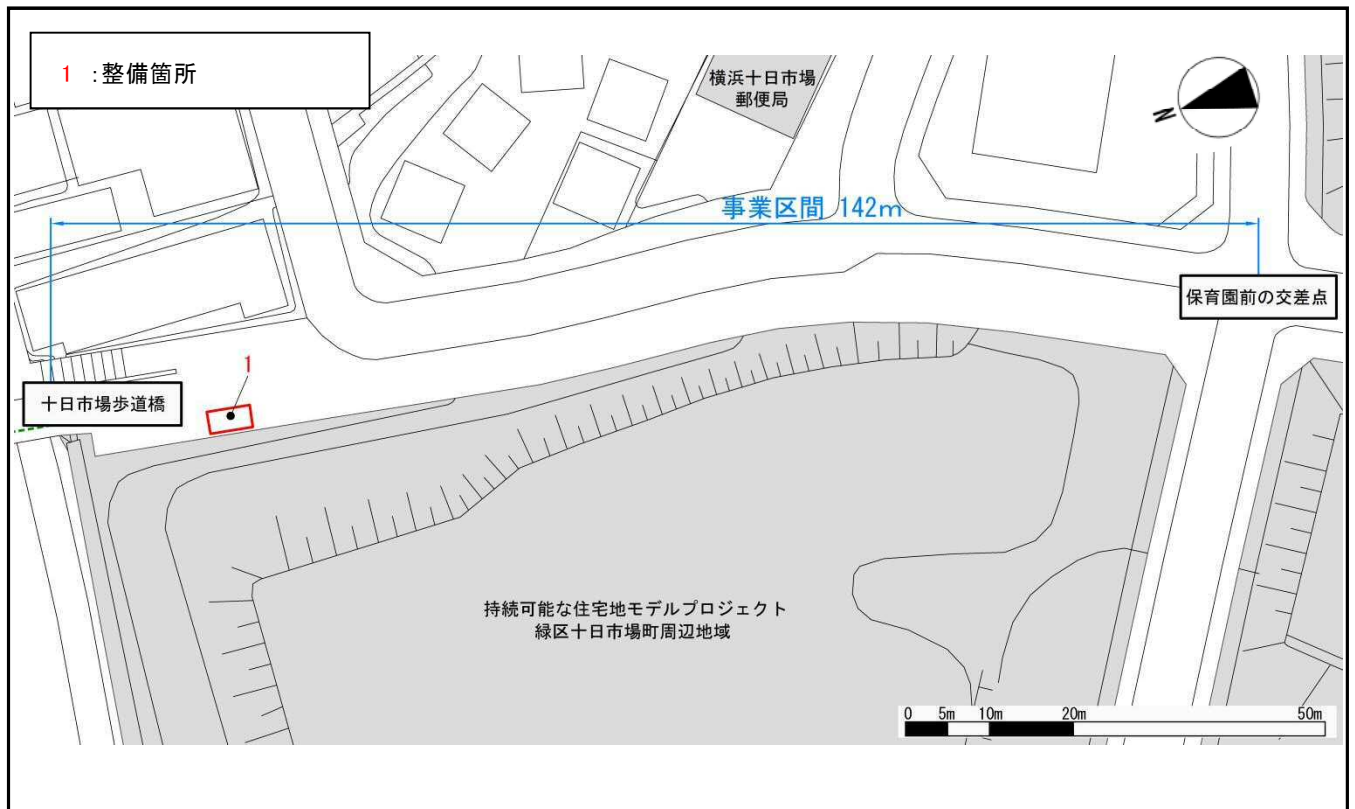 1 :整備箇所
横浜十日市場
郵便局
N
事業区間 142m
保育園前の交差点
1
十日市場歩道橋
持続可能な住宅地モデルプロジェクト
緑区十日市場町周辺地域
0 5m 10m 20m 50m